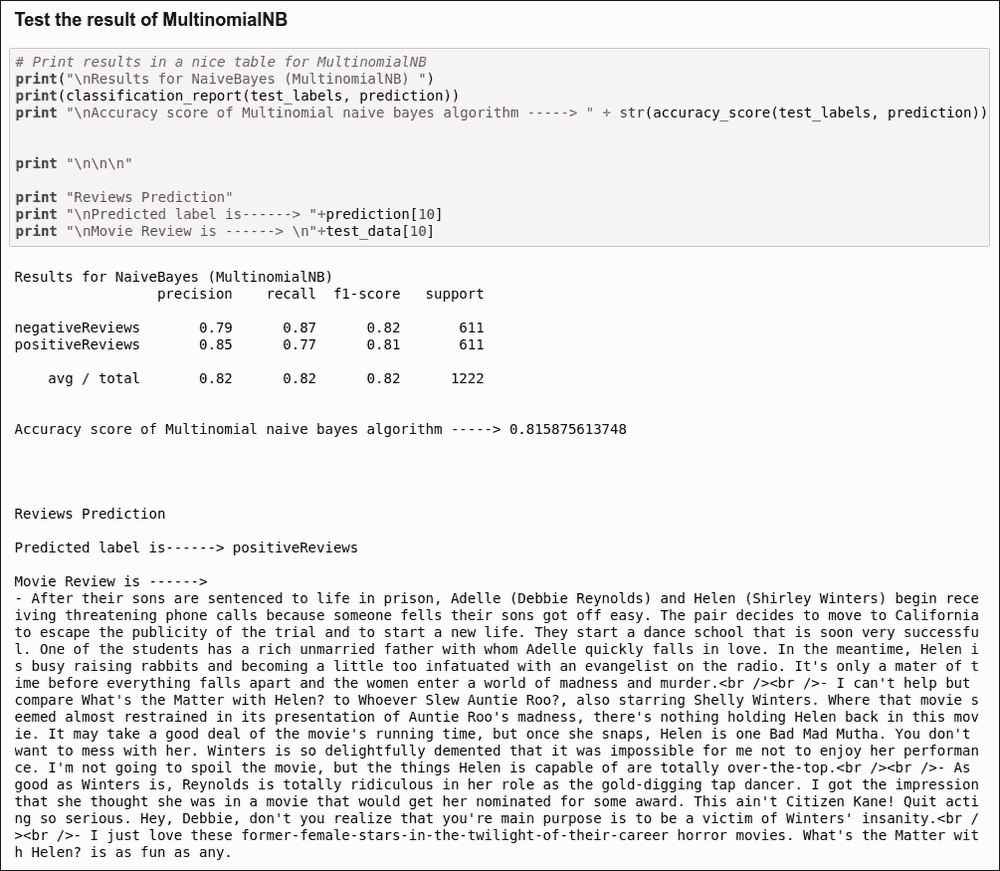 Test the result of MultinomialNB
# Print results in a nice table for MultinomialNB
print("\nResults for NaiveBayes (MultinomialNB) ")
print(classification_report(test_labels, prediction))
print "\nAccuracy score of Multinomial naive bayes algorithm -----> " + str(accuracy_score(test_labels, prediction))
print "\n\n\n"
print "Reviews Prediction"
print "\nPredicted label is------> "+prediction[10]
print "\nMovie Review is ------> \n"+test_data[10]
Results for NaiveBayes (MultinomialNB)
precision recall f1-score support
negativeReviews 0.79 0.87 0.82 611
positiveReviews 0.85 0.77 0.81 611
avg / total 0.82 0.82 0.82 1222
Accuracy score of Multinomial naive bayes algorithm -----> 0.815875613748
Reviews Prediction
Predicted label is------> positiveReviews
Movie Review is ------>
- After their sons are sentenced to life in prison, Adelle (Debbie Reynolds) and Helen (Shirley Winters) begin rece
iving threatening phone calls because someone fells their sons got off easy. The pair decides to move to California
to escape the publicity of the trial and to start a new life. They start a dance school that is soon very successfu
l. One of the students has a rich unmarried father with whom Adelle quickly falls in love. In the meantime, Helen i
s busy raising rabbits and becoming a little too infatuated with an evangelist on the radio. It's only a mater of t
ime before everything falls apart and the women enter a world of madness and murder.<br /><br />- I can't help but
compare What's the Matter with Helen? to Whoever Slew Auntie Roo?, also starring Shelly Winters. Where that movie s
eemed almost restrained in its presentation of Auntie Roo's madness, there's nothing holding Helen back in this mov
ie. It may take a good deal of the movie's running time, but once she snaps, Helen is one Bad Mad Mutha. You don't
want to mess with her. Winters is so delightfully demented that it was impossible for me not to enjoy her performan
ce. I'm not going to spoil the movie, but the things Helen is capable of are totally over-the-top.<br /><br />- As
good as Winters is, Reynolds is totally ridiculous in her role as the gold-digging tap dancer. I got the impression
that she thought she was in a movie that would get her nominated for some award. This ain't Citizen Kane! Quit acti
ng so serious. Hey, Debbie, don't you realize that you're main purpose is to be a victim of Winters' insanity.<br /
><br />- I just love these former-female-stars-in-the-twilight-of-their-career horror movies. What's the Matter wit
h Helen? is as fun as any.